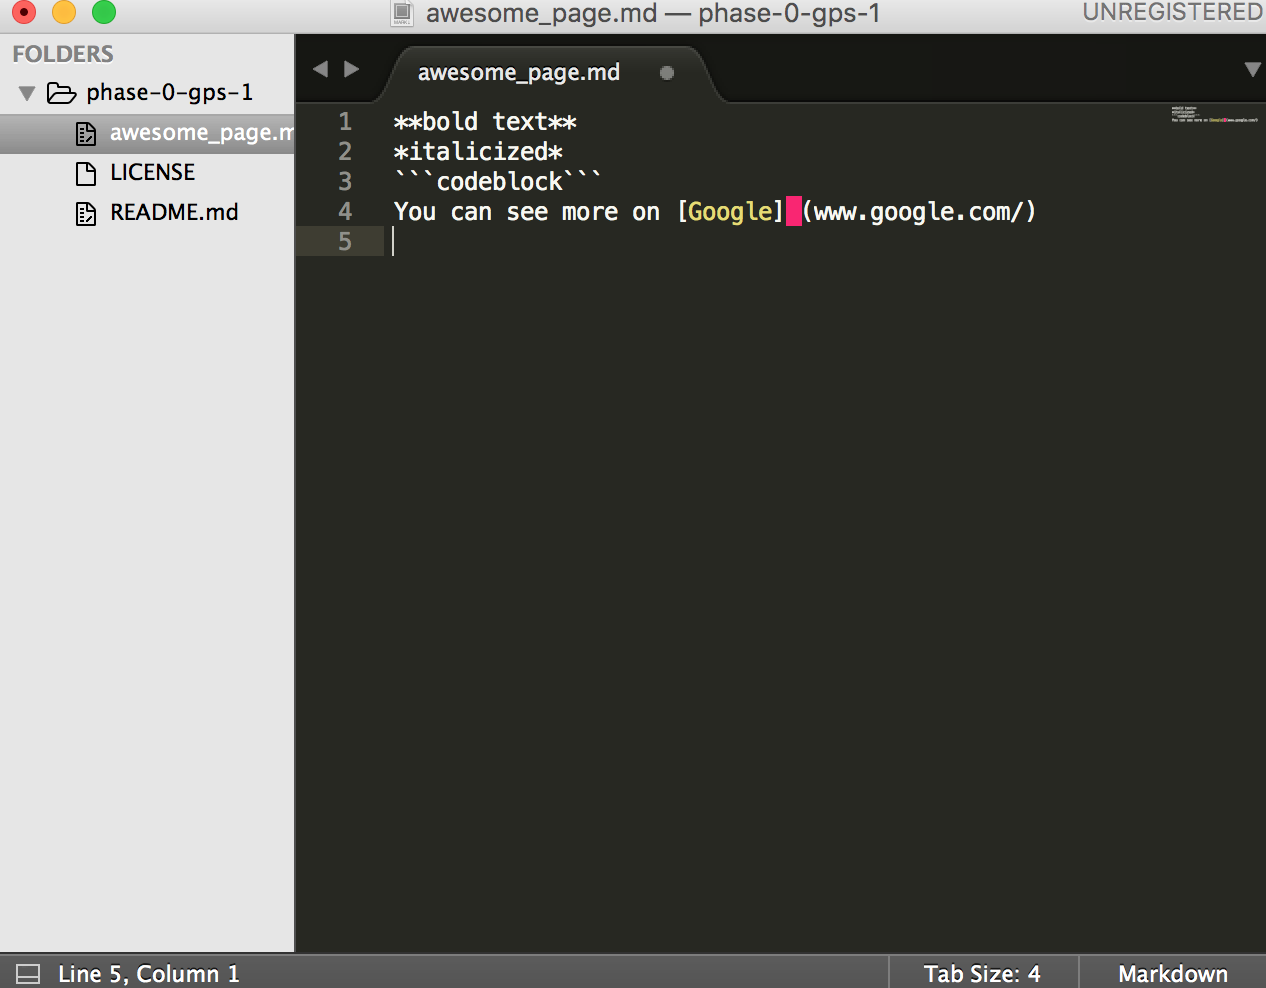 awesome_page.md — phase-0-gps-1
UNREGISTERED
FOLDERS
phase-0-gps-1
awesome_page.m
LICENSE
README.md
awesome_page.md
1 **bold text**
2 *italicized*
3 ```codeblock```
4 You can see more on [Google] (www.google.com/)
5
Line 5, Column 1
Tab Size: 4
Markdown